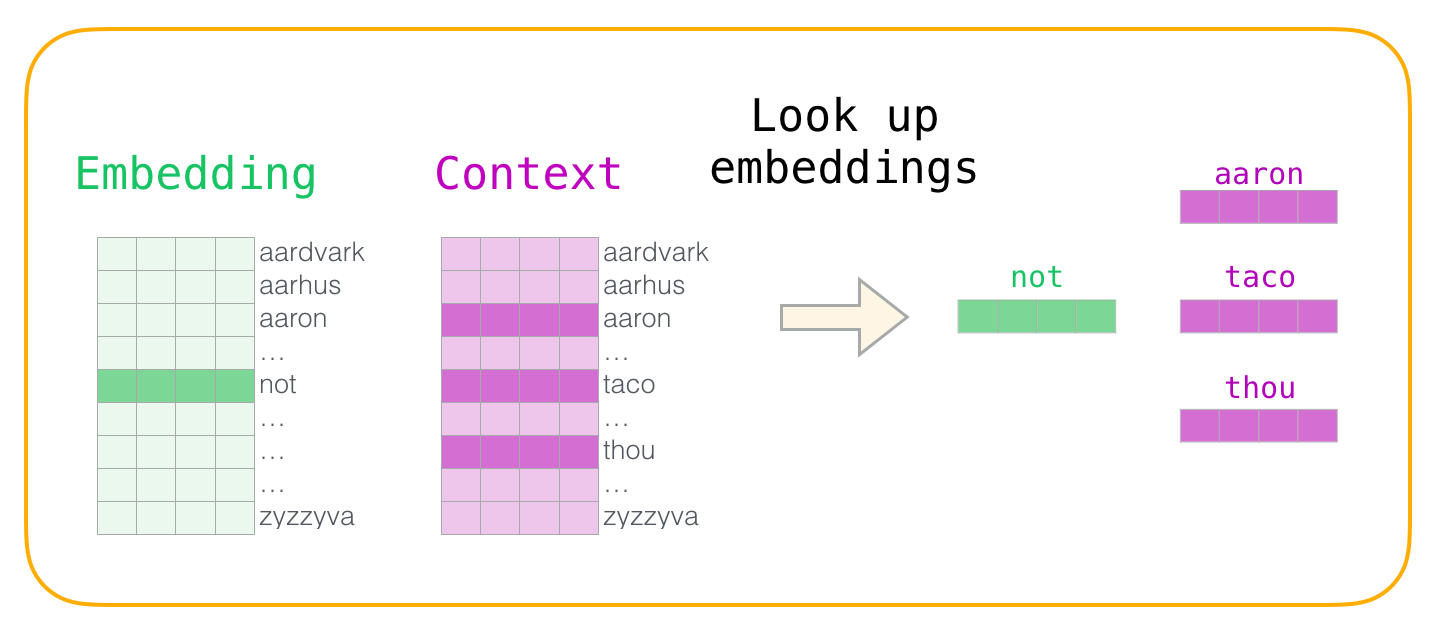 Look up
embeddings
Embedding
Context
aardvark
aarhus
aaron
...
not
...
...
...
zyzzyva
aardvark
aarhus
aaron
...
taco
...
thou
...
zyzzyva
not
aaron
taco
thou